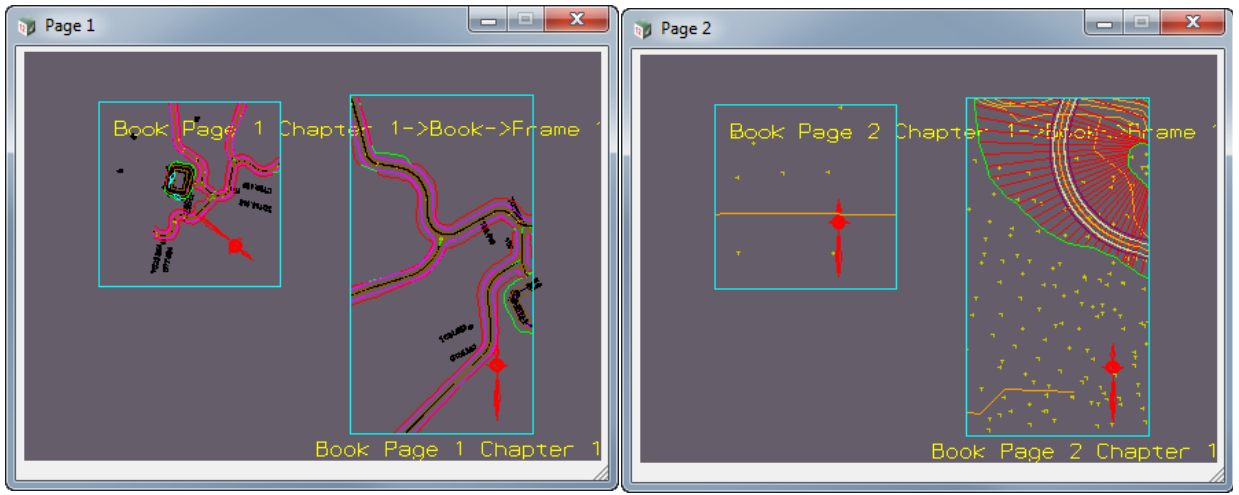 Page 1
Book Page 1 Chapter 1->Book->Frame 1
Book Page 1 Chapter 1
Page 2
Book Page 2 Chapter 1->Book->Frame 1
Book Page 2 Chapter 1